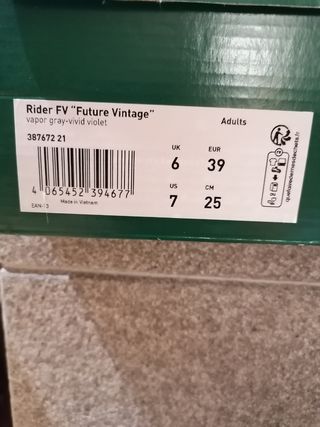 Rider FV "Future Vintage"
vapor gray-vivid violet
Adults
387672 21
UK EUR
6 39
US CM
7 25
4 065452 394677
EAN-13 Made in Vietnam